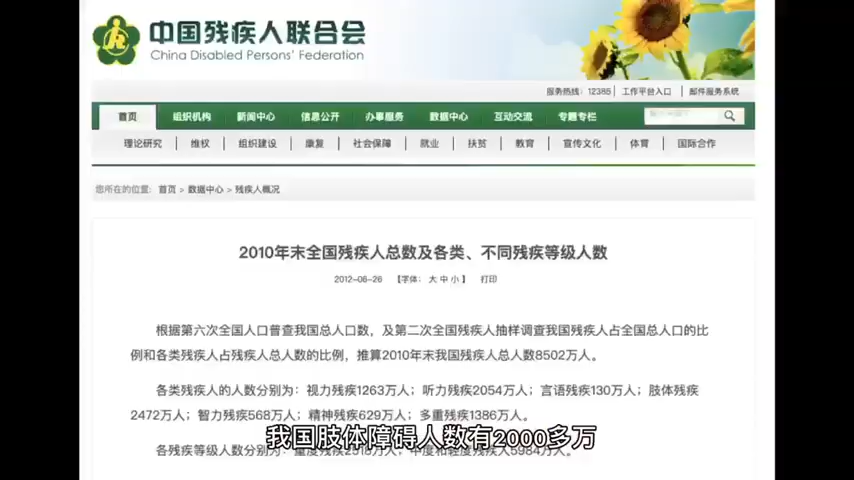 中国残疾人联合会
China Disabled Persons' Federation
服务热线：12385 | 工作平台入口 | 邮件服务系统
首页 组织机构 新闻中心 信息公开 办事服务 数据中心 互动交流 专题专栏
理论研究 | 维权 | 组织建设 | 康复 | 社会保障 | 就业 | 扶贫 | 教育 | 宣传文化 | 体育 | 国际合作
您所在的位置：首页 > 数据中心 > 残疾人概况
2010年末全国残疾人总数及各类、不同残疾等级人数
2012-06-26 【字体： 大 中 小 】 打印
根据第六次全国人口普查我国总人口数，及第二次全国残疾人抽样调查我国残疾人占全国总人口的比
例和各类残疾人占残疾人总人数的比例，推算2010年末我国残疾人总人数8502万人。
各类残疾人的人数分别为：视力残疾1263万人；听力残疾2054万人；言语残疾130万人；肢体残疾
2472万人；智力残疾568万人；精神残疾629万人；多重残疾1386万人。
我国肢体障碍人数有2000多万
各残疾等级人数分别为：重度残疾2518万人；中度和轻度残疾人5984万人。